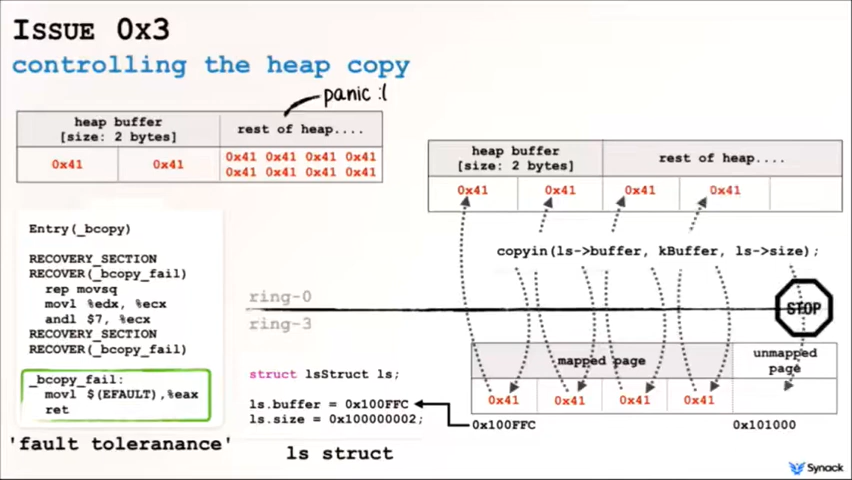 ISSUE 0x3
controlling the heap copy
panic :(
heap buffer
[size: 2 bytes]
rest of heap....
0x41
0x41
0x41 0x41 0x41 0x41
0x41 0x41 0x41 0x41
heap buffer
[size: 2 bytes]
rest of heap....
0x41
0x41
0x41
0x41
Entry(_bcopy)
RECOVERY_SECTION
RECOVER(_bcopy_fail)
rep movsq
movl %edx, %ecx
andl $7, %ecx
RECOVERY_SECTION
RECOVER(_bcopy_fail)
_bcopy_fail:
movl $(EFAULT),%eax
ret
'fault toleranance'
copyin(ls->buffer, kBuffer, ls->size);
ring-0
ring-3
STOP
struct lsStruct ls;
ls.buffer = 0x100FFC
ls.size = 0x100000002;
ls struct
mapped page
unmapped
page
0x41
0x41
0x41
0x41
0x100FFC
0x101000
Synack